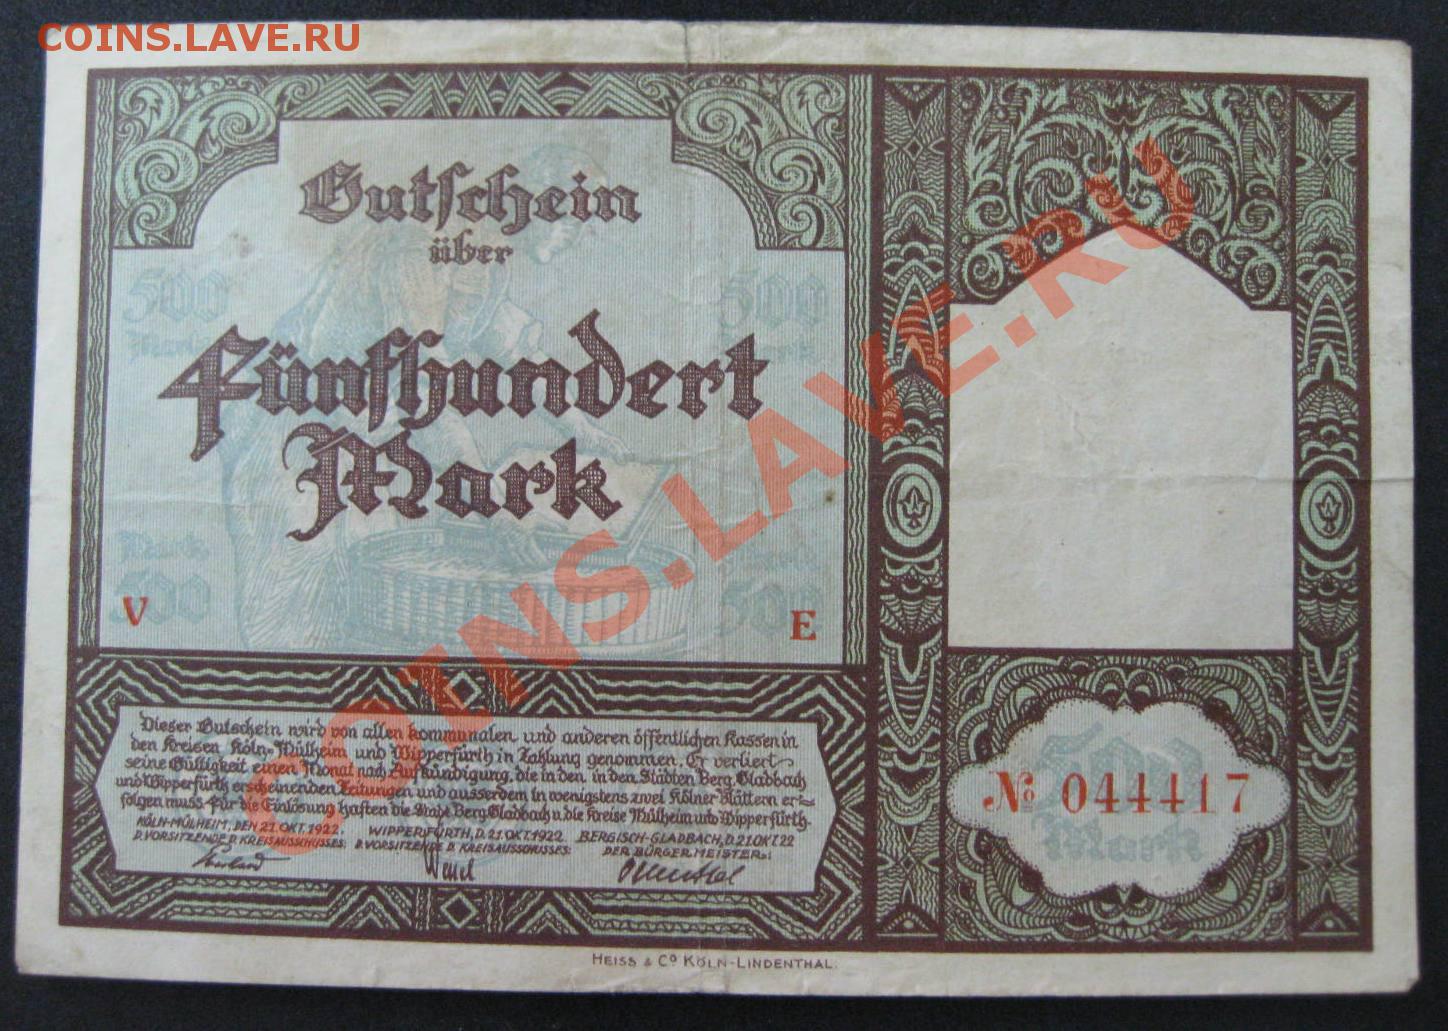 COINS.LAVE.RU
Gutschein
über
500
Mark
500
Mark
Fünfhundert
Mark
Mark
500
Mark
500
V
E
Dieser Gutschein wird von allen kommunalen und anderen öffentlichen Kassen in
den Kreisen Köln-Mülheim und Wipperfürth in Zahlung genommen. Er verliert
seine Gültigkeit einen Monat nach Aufkündigung, die in den in den Städten Berg. Gladbach
und Wipperfürth erscheinenden Zeitungen und ausserdem in wenigstens zwei Kölner Blättern er-
folgen muss. Für die Einlösung haften die Stadt Berg. Gladbach u. die Kreise Mülheim und Wipperfürth.
KÖLN-MÜLHEIM, DEN 21. OKT. 1922. WIPPERFÜRTH, D. 21. OKT. 1922 BERGISCH-GLADBACH, D. 21 OKT. 22
D. VORSITZENDE D. KREISAUSSCHUSSES: D. VORSITZENDE D. KREISAUSSCHUSSES: DER BÜRGERMEISTER:
500
Mark
№ 044417
HEISS & Cº KÖLN-LINDENTHAL.
COINS.LAVE.RU